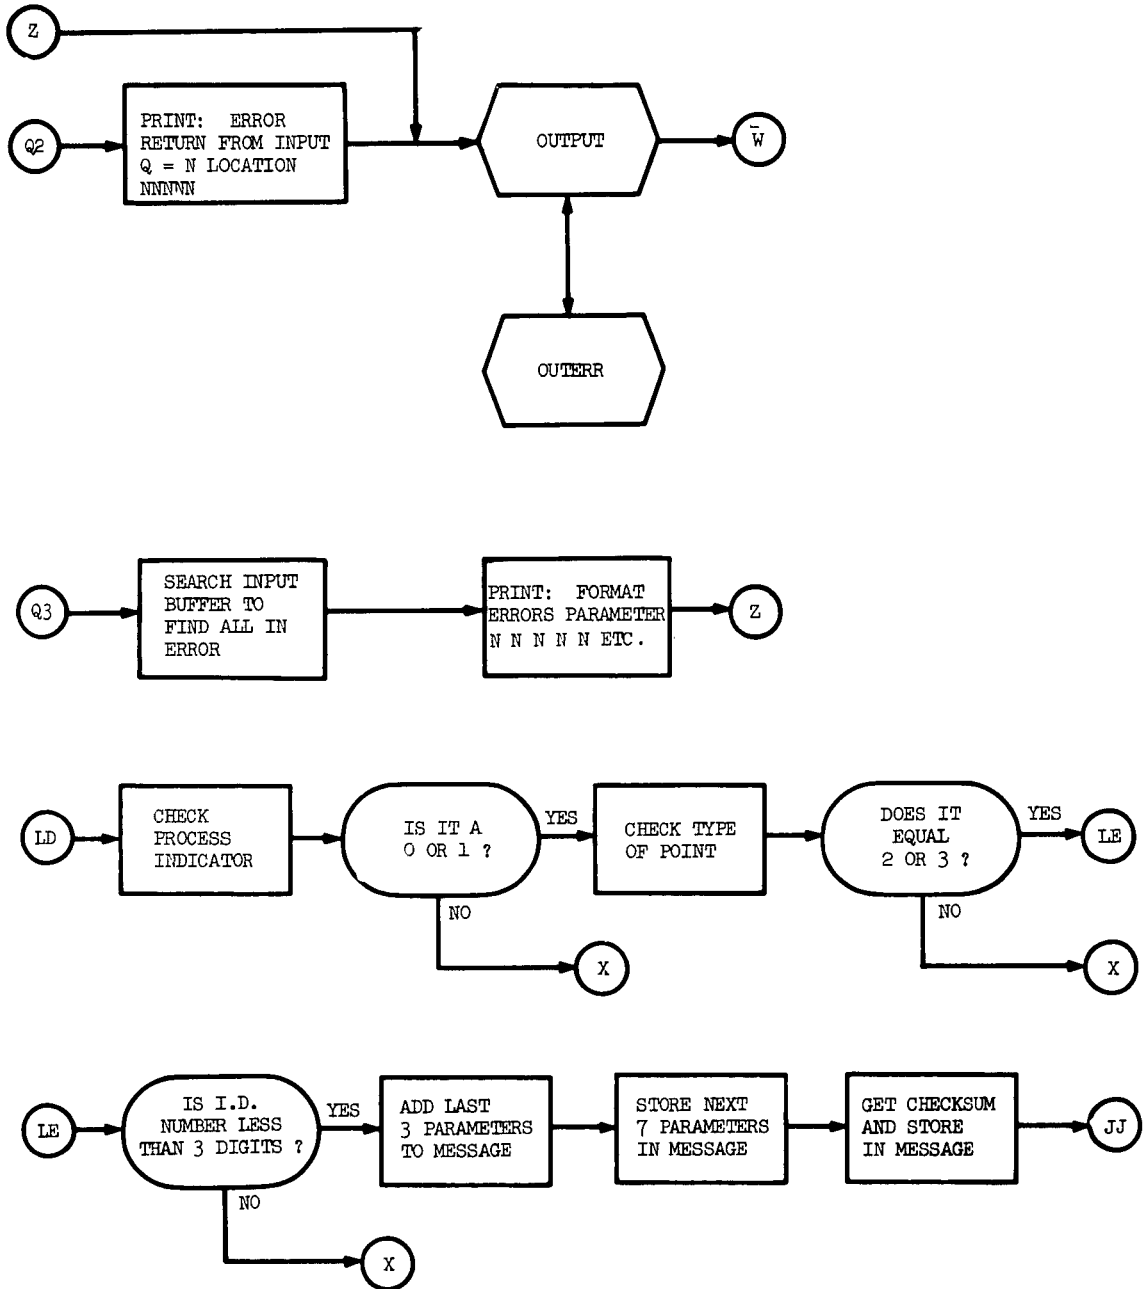 Z
Q2
PRINT: ERROR
RETURN FROM INPUT
Q = N LOCATION
NNNNN
OUTPUT
W̄
OUTERR
Q3
SEARCH INPUT
BUFFER TO
FIND ALL IN
ERROR
PRINT: FORMAT
ERRORS PARAMETER
N N N N N ETC.
Z
LD
CHECK
PROCESS
INDICATOR
IS IT A
0 OR 1 ?
YES
NO
X
CHECK TYPE
OF POINT
DOES IT
EQUAL
2 OR 3 ?
YES
LE
NO
X
LE
IS I.D.
NUMBER LESS
THAN 3 DIGITS ?
YES
NO
X
ADD LAST
3 PARAMETERS
TO MESSAGE
STORE NEXT
7 PARAMETERS
IN MESSAGE
GET CHECKSUM
AND STORE
IN MESSAGE
JJ